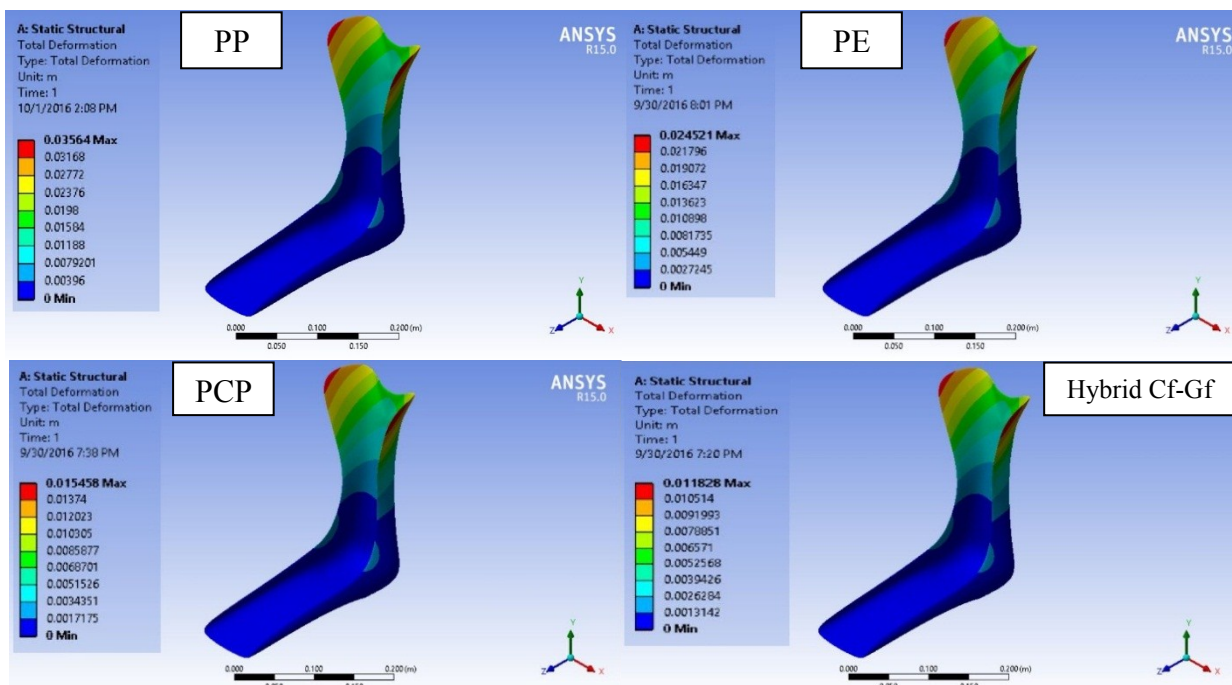 A: Static Structural
Total Deformation
Type: Total Deformation
Unit: m
Time: 1
10/1/2016 2:08 PM
0.03564 Max
0.03168
0.02772
0.02376
0.0198
0.01584
0.01188
0.0079201
0.00396
0 Min
PP
ANSYS
R15.0
0.000
0.100
0.200 (m)
0.050
0.150
Y
Z
X
A: Static Structural
Total Deformation
Type: Total Deformation
Unit: m
Time: 1
9/30/2016 8:01 PM
0.024521 Max
0.021796
0.019072
0.016347
0.013623
0.010898
0.0081735
0.005449
0.0027245
0 Min
PE
ANSYS
R15.0
0.000
0.100
0.200 (m)
0.050
0.150
Y
Z
X
A: Static Structural
Total Deformation
Type: Total Deformation
Unit: m
Time: 1
9/30/2016 7:38 PM
0.015458 Max
0.01374
0.012023
0.010305
0.0085877
0.0068701
0.0051526
0.0034351
0.0017175
0 Min
PCP
ANSYS
R15.0
0.000
0.100
0.200 (m)
0.050
0.150
Y
Z
X
A: Static Structural
Total Deformation
Type: Total Deformation
Unit: m
Time: 1
9/30/2016 7:20 PM
0.011828 Max
0.010514
0.0091993
0.0078851
0.006571
0.0052568
0.0039426
0.0026284
0.0013142
0 Min
Hybrid Cf-Gf
0.000
0.100
0.200 (m)
0.050
0.150
Y
Z
X